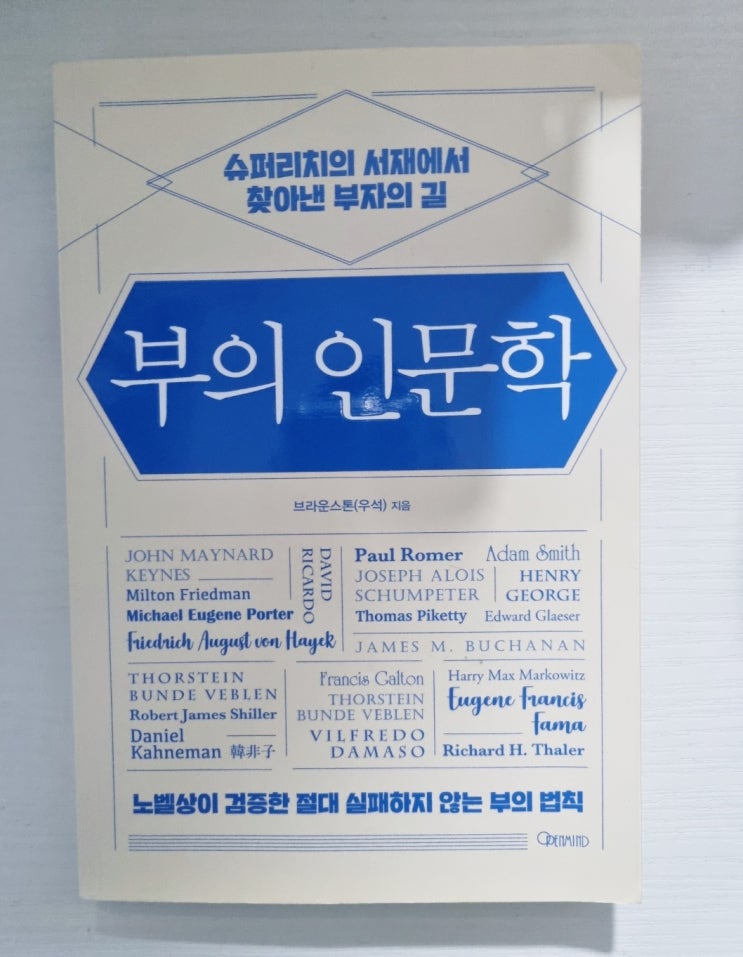 슈퍼리치의 서재에서
찾아낸 부자의 길
부의 인문학
브라운스톤(우석) 지음
JOHN MAYNARD
KEYNES
Milton Friedman
Michael Eugene Porter
Friedrich August von Hayek
DAVID
RICARDO
Paul Romer
Adam Smith
JOSEPH ALOIS
SCHUMPETER
HENRY
GEORGE
Thomas Piketty
Edward Glaeser
JAMES M. BUCHANAN
THORSTEIN
BUNDE VEBLEN
Robert James Shiller
Daniel
Kahneman
韓非子
Francis Galton
THORSTEIN
BUNDE VEBLEN
VILFREDO
DAMASO
Harry Max Markowitz
Eugene Francis
Fama
Richard H. Thaler
노벨상이 검증한 절대 실패하지 않는 부의 법칙
OPENMIND